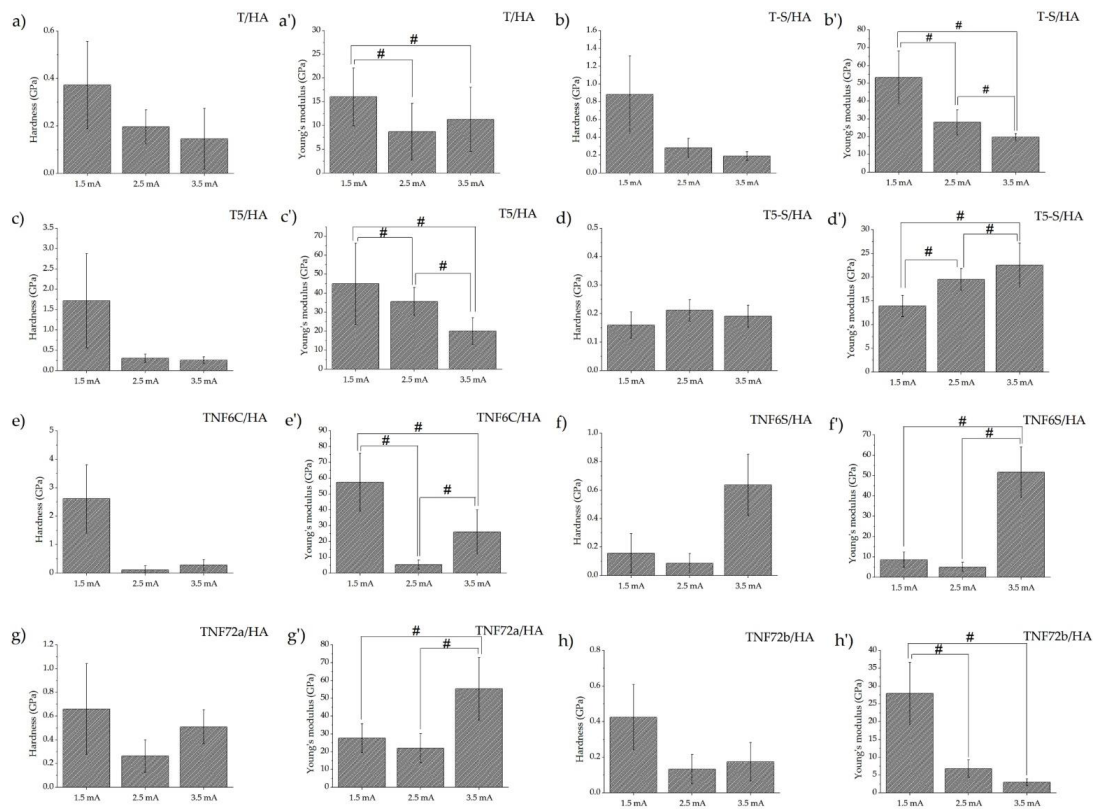 a) T/HA
Hardness (GPa)
0.6
0.4
0.2
0.0
1.5 mA 2.5 mA 3.5 mA
a') T/HA
Young's modulus (GPa)
30
25
20
15
10
5
0
# #
1.5 mA 2.5 mA 3.5 mA
b) T-S/HA
Hardness (GPa)
1.6
1.4
1.2
1.0
0.8
0.6
0.4
0.2
0.0
1.5 mA 2.5 mA 3.5 mA
b') T-S/HA
Young's modulus (GPa)
80
70
60
50
40
30
20
10
0
# # #
1.5 mA 2.5 mA 3.5 mA
c) T5/HA
Hardness (GPa)
3.5
3.0
2.5
2.0
1.5
1.0
0.5
0.0
1.5 mA 2.5 mA 3.5 mA
c') T5/HA
Young's modulus (GPa)
70
60
50
40
30
20
10
0
# # #
1.5 mA 2.5 mA 3.5 mA
d) T5-S/HA
Hardness (GPa)
0.5
0.4
0.3
0.2
0.1
0.0
1.5 mA 2.5 mA 3.5 mA
d') T5-S/HA
Young's modulus (GPa)
30
25
20
15
10
5
0
# # #
1.5 mA 2.5 mA 3.5 mA
e) TNF6C/HA
Hardness (GPa)
5
4
3
2
1
0
1.5 mA 2.5 mA 3.5 mA
e') TNF6C/HA
Young's modulus (GPa)
90
80
70
60
50
40
30
20
10
0
# # #
1.5 mA 2.5 mA 3.5 mA
f) TNF6S/HA
Hardness (GPa)
1.0
0.8
0.6
0.4
0.2
0.0
1.5 mA 2.5 mA 3.5 mA
f') TNF6S/HA
Young's modulus (GPa)
70
60
50
40
30
20
10
0
# #
1.5 mA 2.5 mA 3.5 mA
g) TNF72a/HA
Hardness (GPa)
1.2
1.0
0.8
0.6
0.4
0.2
0.0
1.5 mA 2.5 mA 3.5 mA
g') TNF72a/HA
Young's modulus (GPa)
80
70
60
50
40
30
20
10
0
# #
1.5 mA 2.5 mA 3.5 mA
h) TNF72b/HA
Hardness (GPa)
0.8
0.6
0.4
0.2
0.0
1.5 mA 2.5 mA 3.5 mA
h') TNF72b/HA
Young's modulus (GPa)
40
35
30
25
20
15
10
5
0
# #
1.5 mA 2.5 mA 3.5 mA